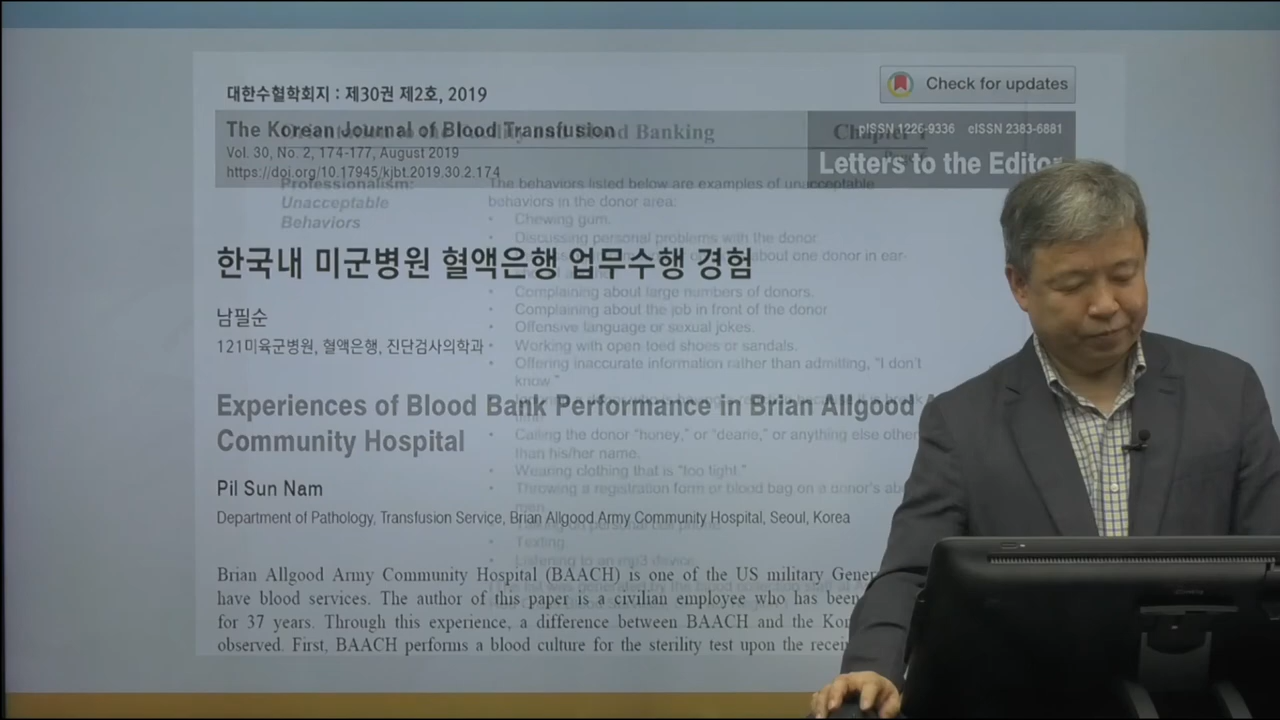 대한수혈학회지 : 제30권 제2호, 2019
Check for updates
The Korean Journal of Blood Transfusion
Banking
Vol. 30, No. 2, 174-177, August 2019
https://doi.org/10.17945/kjbt.2019.30.2.174
pISSN 1226-9336 eISSN 2383-6881
Letters to the Editor
Professionalism:
Unacceptable
Behaviors
The behaviors listed below are examples of unacceptable
behaviors in the donor area:
• Chewing gum.
• Discussing personal problems with the donor
about one donor in ear-
한국내 미군병원 혈액은행 업무수행 경험
• Complaining about large numbers of donors.
• Complaining about the job in front of the donor
남필순
• Offensive language or sexual jokes.
121미육군병원, 혈액은행, 진단검사의학과
• Working with open toed shoes or sandals.
• Offering inaccurate information rather than admitting, "I don't
know."
Experiences of Blood Bank Performance in Brian Allgood A
Community Hospital
• Calling the donor "honey," or "dearie," or anything else other
than his/her name.
• Wearing clothing that is "too tight."
Pil Sun Nam
• Throwing a registration form or blood bag on a donor's
Department of Pathology, Transfusion Service, Brian Allgood Army Community Hospital, Seoul, Korea
• Texting
• Listening to an mp3 device
Brian Allgood Army Community Hospital (BAACH) is one of the US military Gener
have blood services. The author of this paper is a civilian employee who has been
for 37 years. Through this experience, a difference between BAACH and the Kor
observed. First, BAACH performs a blood culture for the sterility test upon the recei